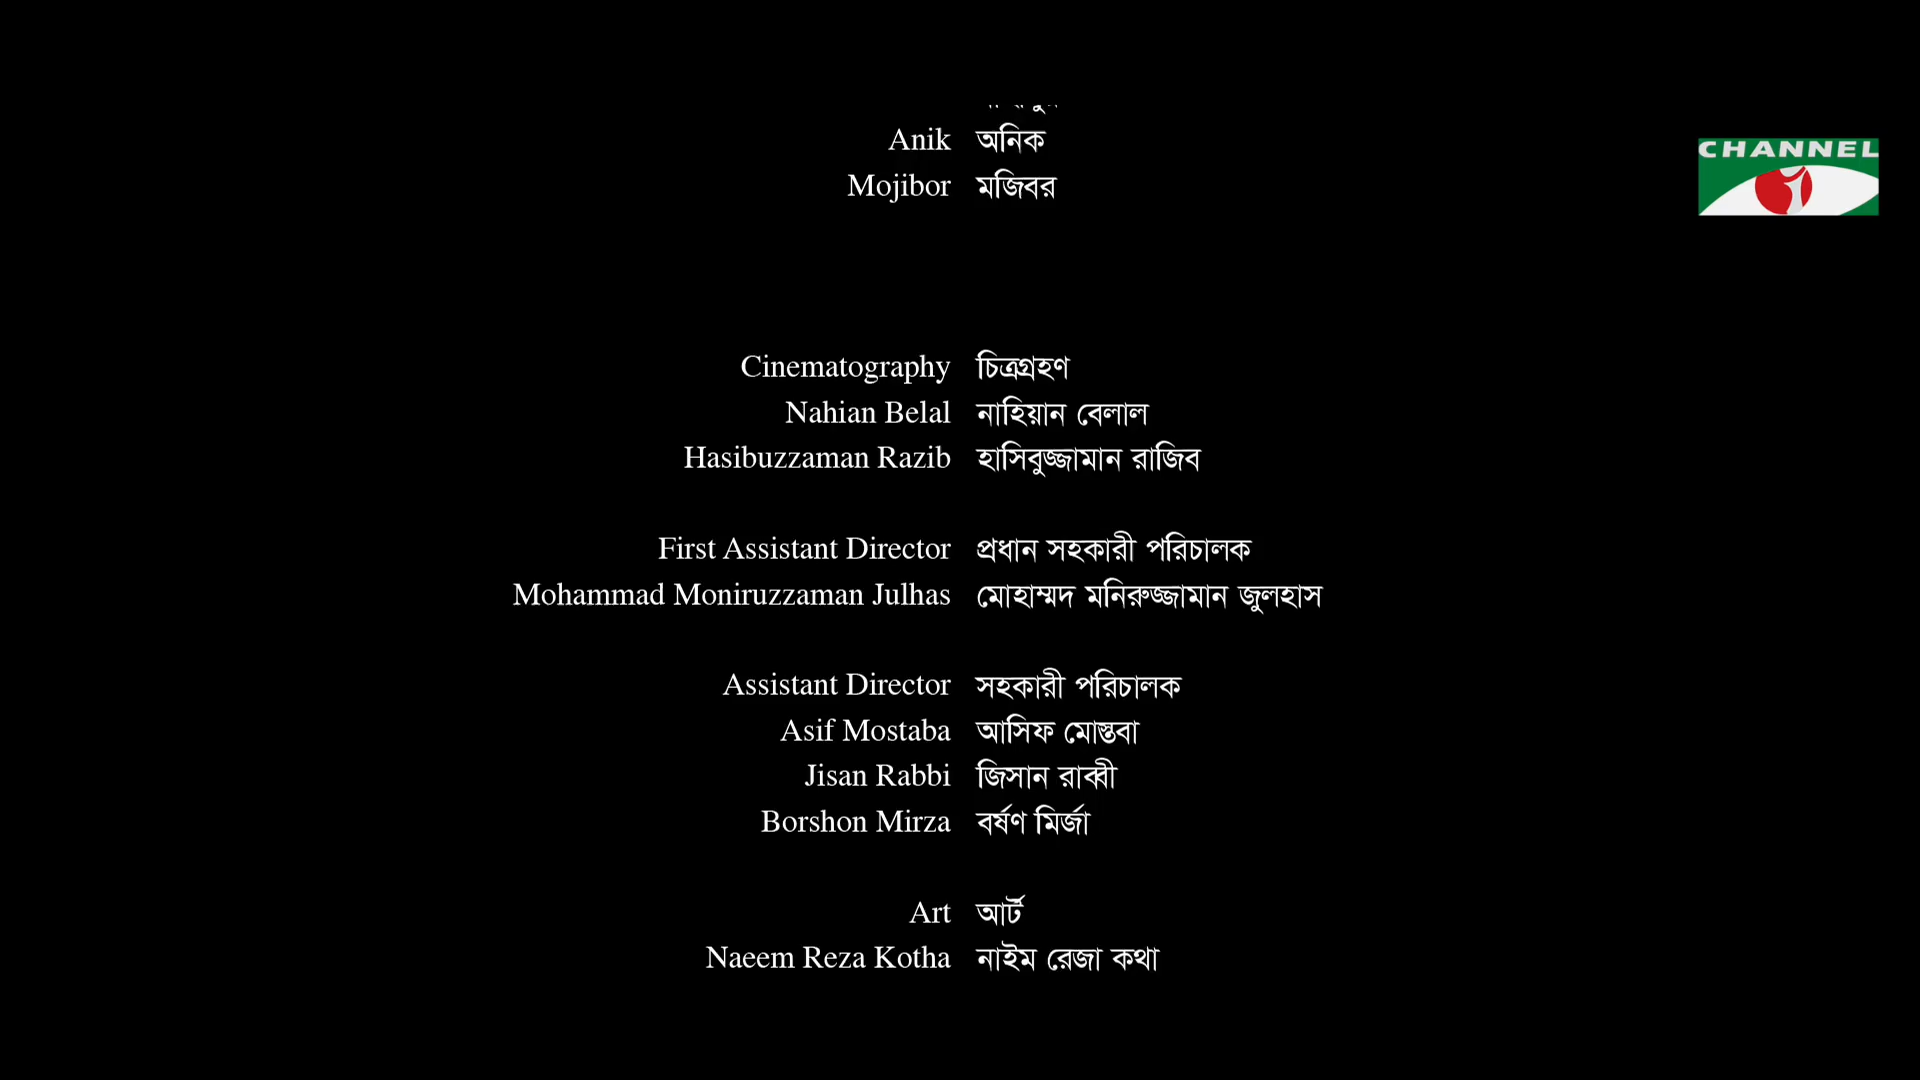 Anik অনিক
Mojibor মজিবর
CHANNEL i
Cinematography চিত্রগ্রহণ
Nahian Belal নাহিয়ান বেলাল
Hasibuzzaman Razib হাসিবুজ্জামান রাজিব
First Assistant Director প্রধান সহকারী পরিচালক
Mohammad Moniruzzaman Julhas মোহাম্মদ মনিরুজ্জামান জুলহাস
Assistant Director সহকারী পরিচালক
Asif Mostaba আসিফ মোস্তবা
Jisan Rabbi জিসান রাব্বী
Borshon Mirza বর্ষণ মির্জা
Art আর্ট
Naeem Reza Kotha নাইম রেজা কথা